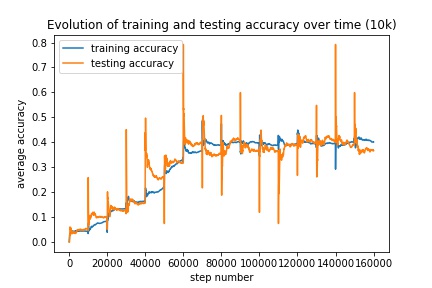 Evolution of training and testing accuracy over time (10k)
training accuracy
testing accuracy
average accuracy
0.8
0.7
0.6
0.5
0.4
0.3
0.2
0.1
0.0
0 20000 40000 60000 80000 100000 120000 140000 160000
step number